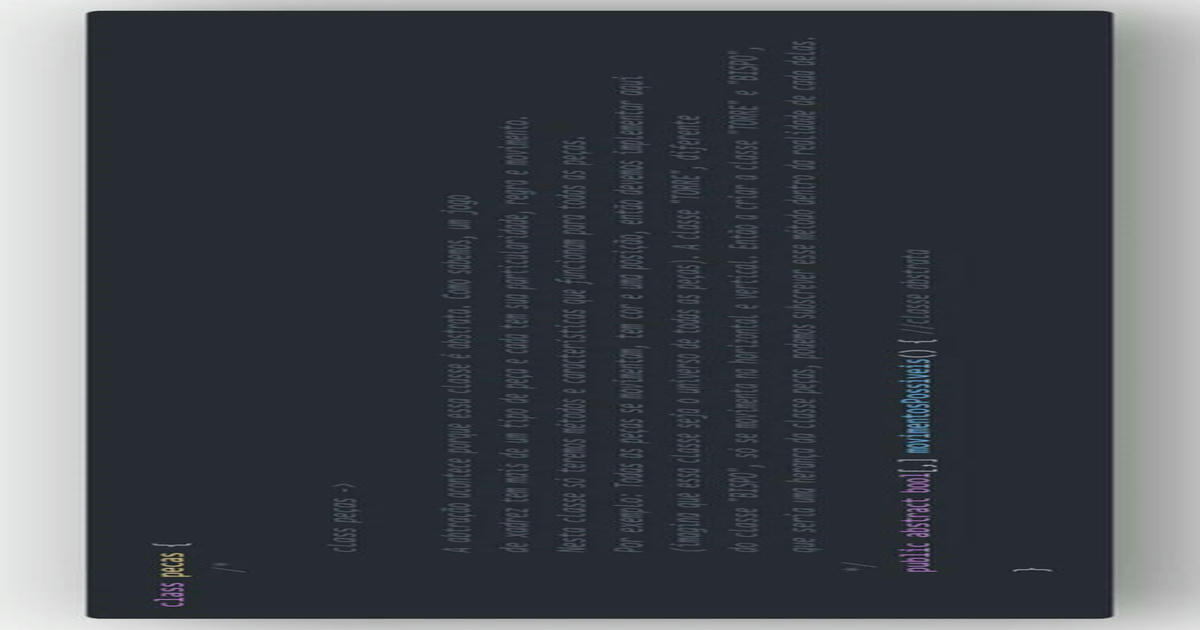 class pecas {
/*
class peças ->
A abtração acontece porque essa classe é abstrata. Como sabemos, um jogo
de xadrez tem mais de um tipo de peça e cada tem sua particularidade, regra e movimento.
Nesta classe só teremos métodos e características que funcionam para todas as peças.
Por exemplo: Todas as peças se movimentam, tem cor e uma posição, então devemos implementar aqui
(imagina que essa classe seja o universo de todas as peças). A classe "TORRE", diferente
da classe "BISPO", só se movimenta na horizontal e vertical. Então a criar a classe "TORRE" e "BISPO",
que seria uma herança da classe peças, podemos subscrever esse método dentro da realidade de cada delas.
*/
public abstract bool[,] movimentosPossiveis() { //classe abstrata
}